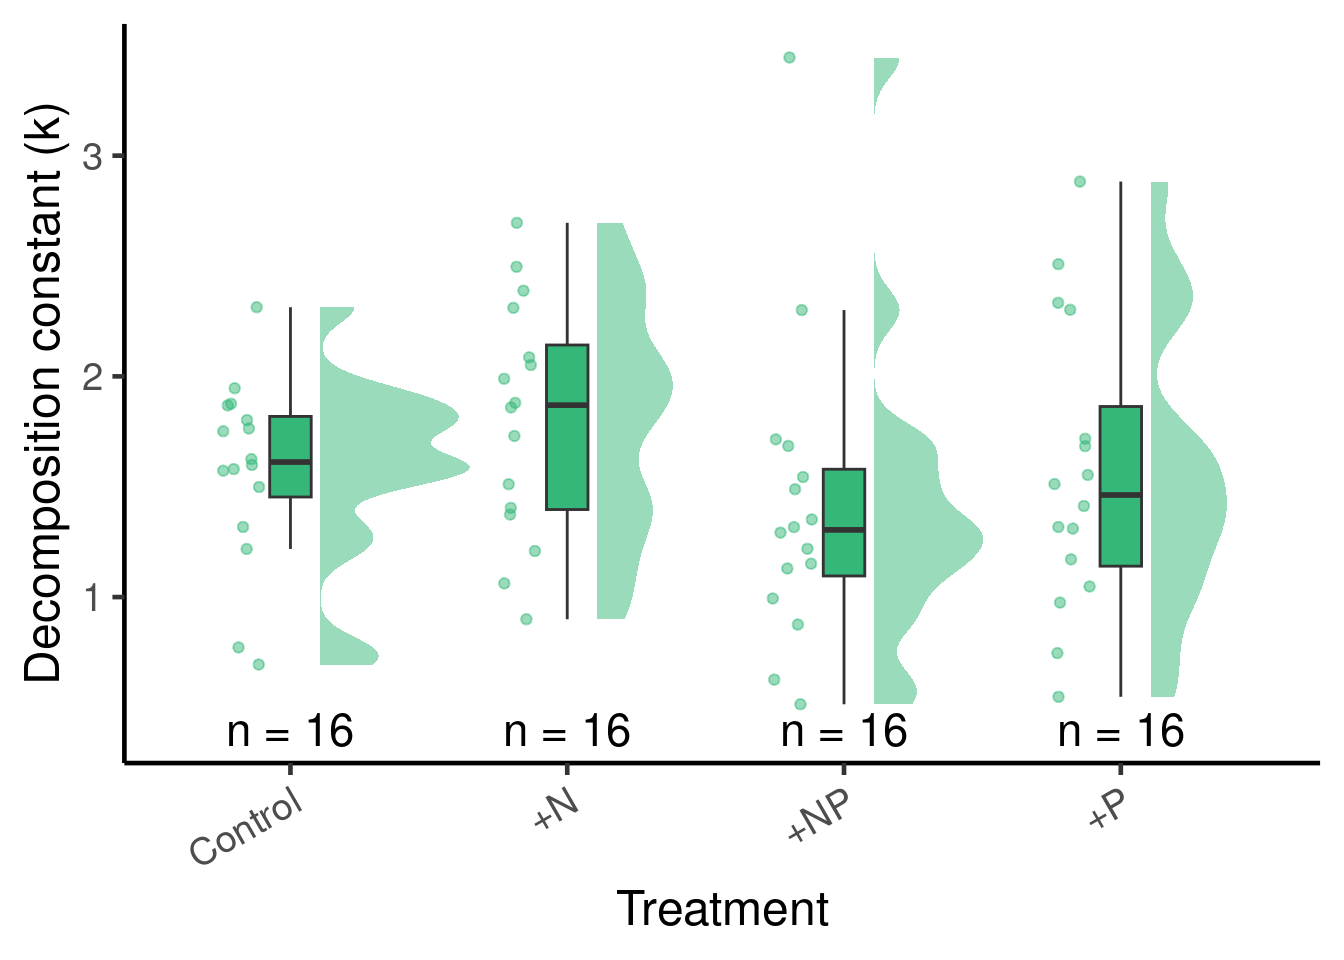 Decomposition constant (k)
3
2
1
n = 16 n = 16 n = 16 n = 16
Control +N +NP +P
Treatment